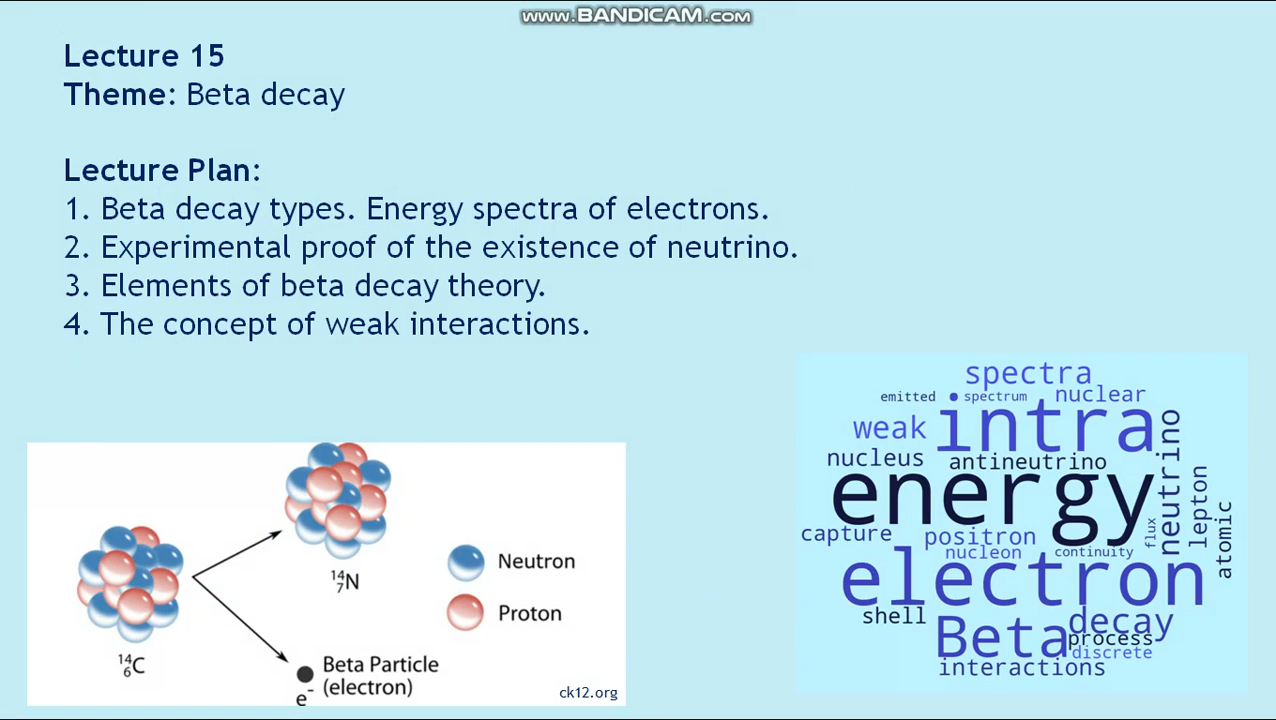 www.BANDICAM.com
Lecture 15
Theme: Beta decay
Lecture Plan:
1. Beta decay types. Energy spectra of electrons.
2. Experimental proof of the existence of neutrino.
3. Elements of beta decay theory.
4. The concept of weak interactions.
14
7N
Neutron
Proton
14
6C
Beta Particle
(electron)
e-
ck12.org
spectra
emitted
spectrum
nuclear
weak
intra
neutrino
nucleus
antineutrino
energy
lepton
atomic
capture
positron
flux
nucleon
continuity
electron
shell
Beta
decay
process
discrete
interactions